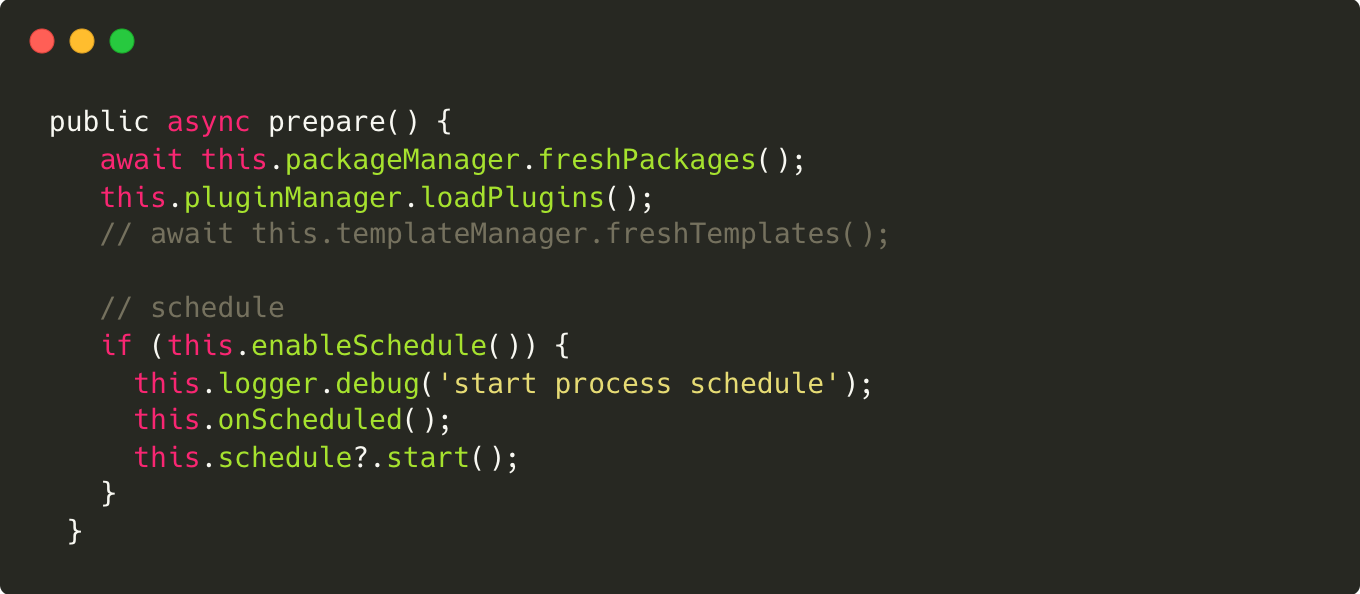 public async prepare() {
await this.packageManager.freshPackages();
this.pluginManager.loadPlugins();
// await this.templateManager.freshTemplates();
// schedule
if (this.enableSchedule()) {
this.logger.debug('start process schedule');
this.onScheduled();
this.schedule?.start();
}
}